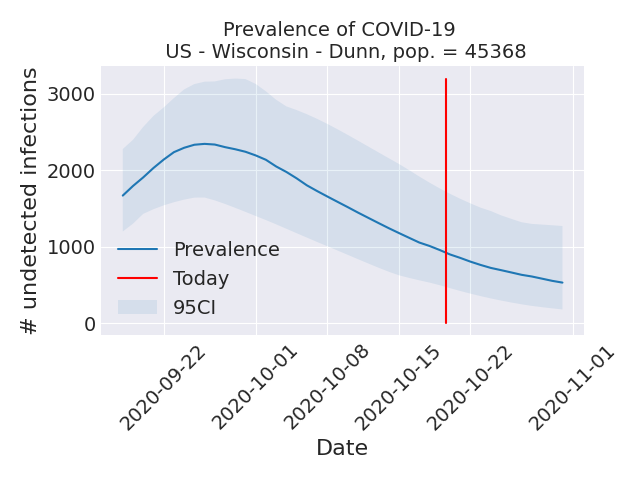 Prevalence of COVID-19
US - Wisconsin - Dunn, pop. = 45368
# undetected infections
3000
2000
1000
0
Prevalence
Today
95CI
2020-09-22
2020-10-01
2020-10-08
2020-10-15
2020-10-22
2020-11-01
Date